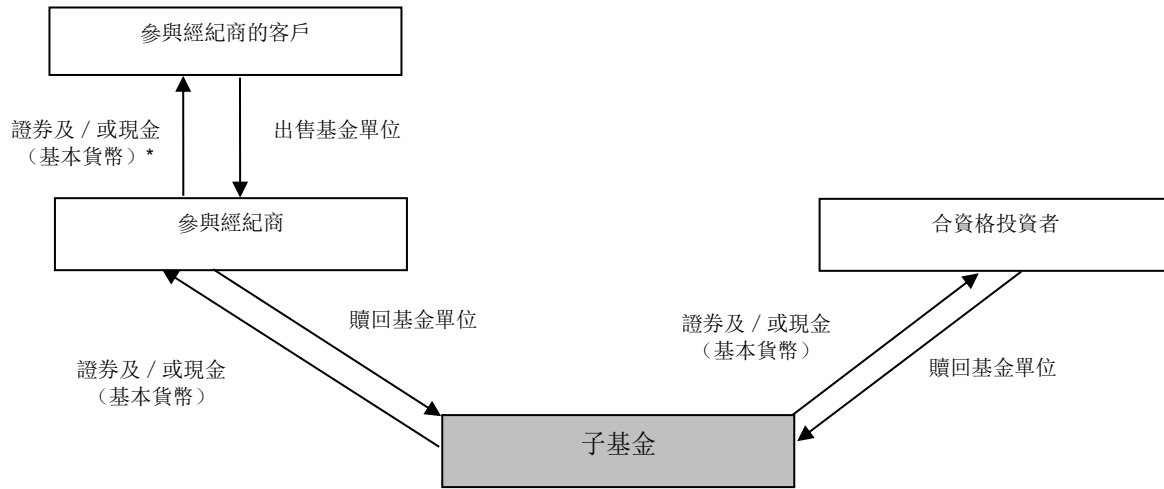 參與經紀商的客戶
證券及 / 或現金
（基本貨幣）*
出售基金單位
參與經紀商
合資格投資者
贖回基金單位
證券及 / 或現金
（基本貨幣）
證券及 / 或現金
（基本貨幣）
贖回基金單位
子基金